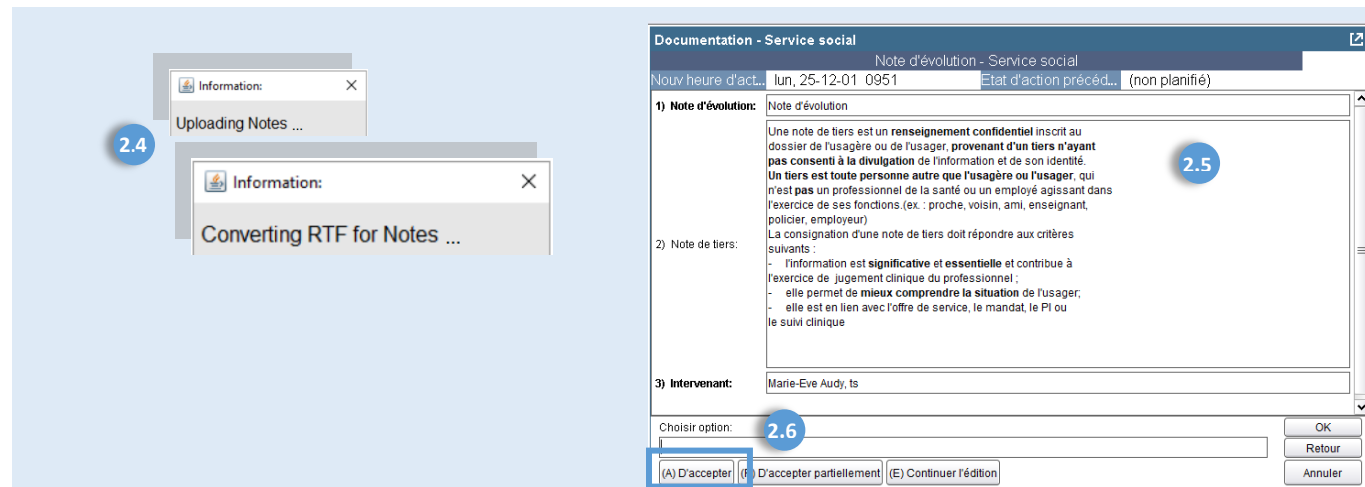 Information:
Uploading Notes ...
2.4
Information:
Converting RTF for Notes ...
Documentation - Service social
Note d'évolution - Service social
Nouv heure d'act... lun, 25-12-01 0951 Etat d'action précéd... (non planifié)
1) Note d'évolution: Note d'évolution
Une note de tiers est un renseignement confidentiel inscrit au
dossier de l'usagère ou de l'usager, provenant d'un tiers n'ayant
pas consenti à la divulgation de l'information et de son identité.
2.5
Un tiers est toute personne autre que l'usagère ou l'usager, qui
n'est pas un professionnel de la santé ou un employé agissant dans
l'exercice de ses fonctions.(ex. : proche, voisin, ami, enseignant,
policier, employeur)
La consignation d'une note de tiers doit répondre aux critères
2) Note de tiers: suivants :
- l'information est significative et essentielle et contribue à
l'exercice de jugement clinique du professionnel ;
- elle permet de mieux comprendre la situation de l'usager;
- elle est en lien avec l'offre de service, le mandat, le PI ou
le suivi clinique
3) Intervenant: Marie-Eve Audy, ts
Choisir option:
2.6
OK
Retour
(A) D'accepter D'accepter partiellement (E) Continuer l'édition Annuler